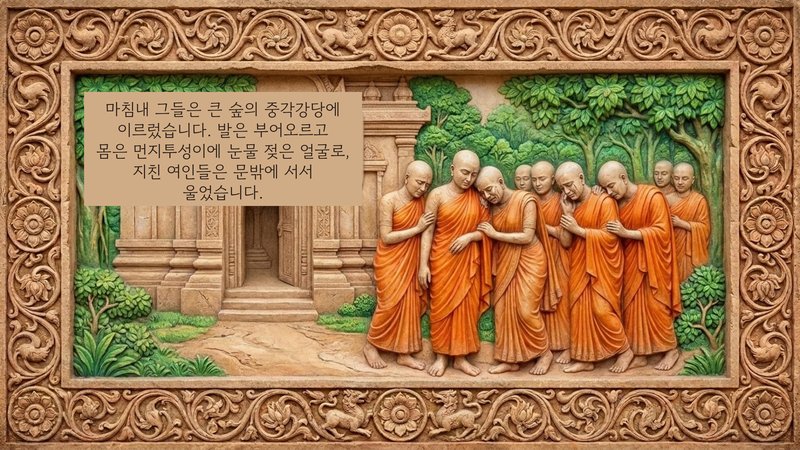 마침내 그들은 큰 숲의 중각강당에
이르렀습니다. 발은 부어오르고
몸은 먼지투성이에 눈물 젖은 얼굴로,
지친 여인들은 문밖에 서서
울었습니다.